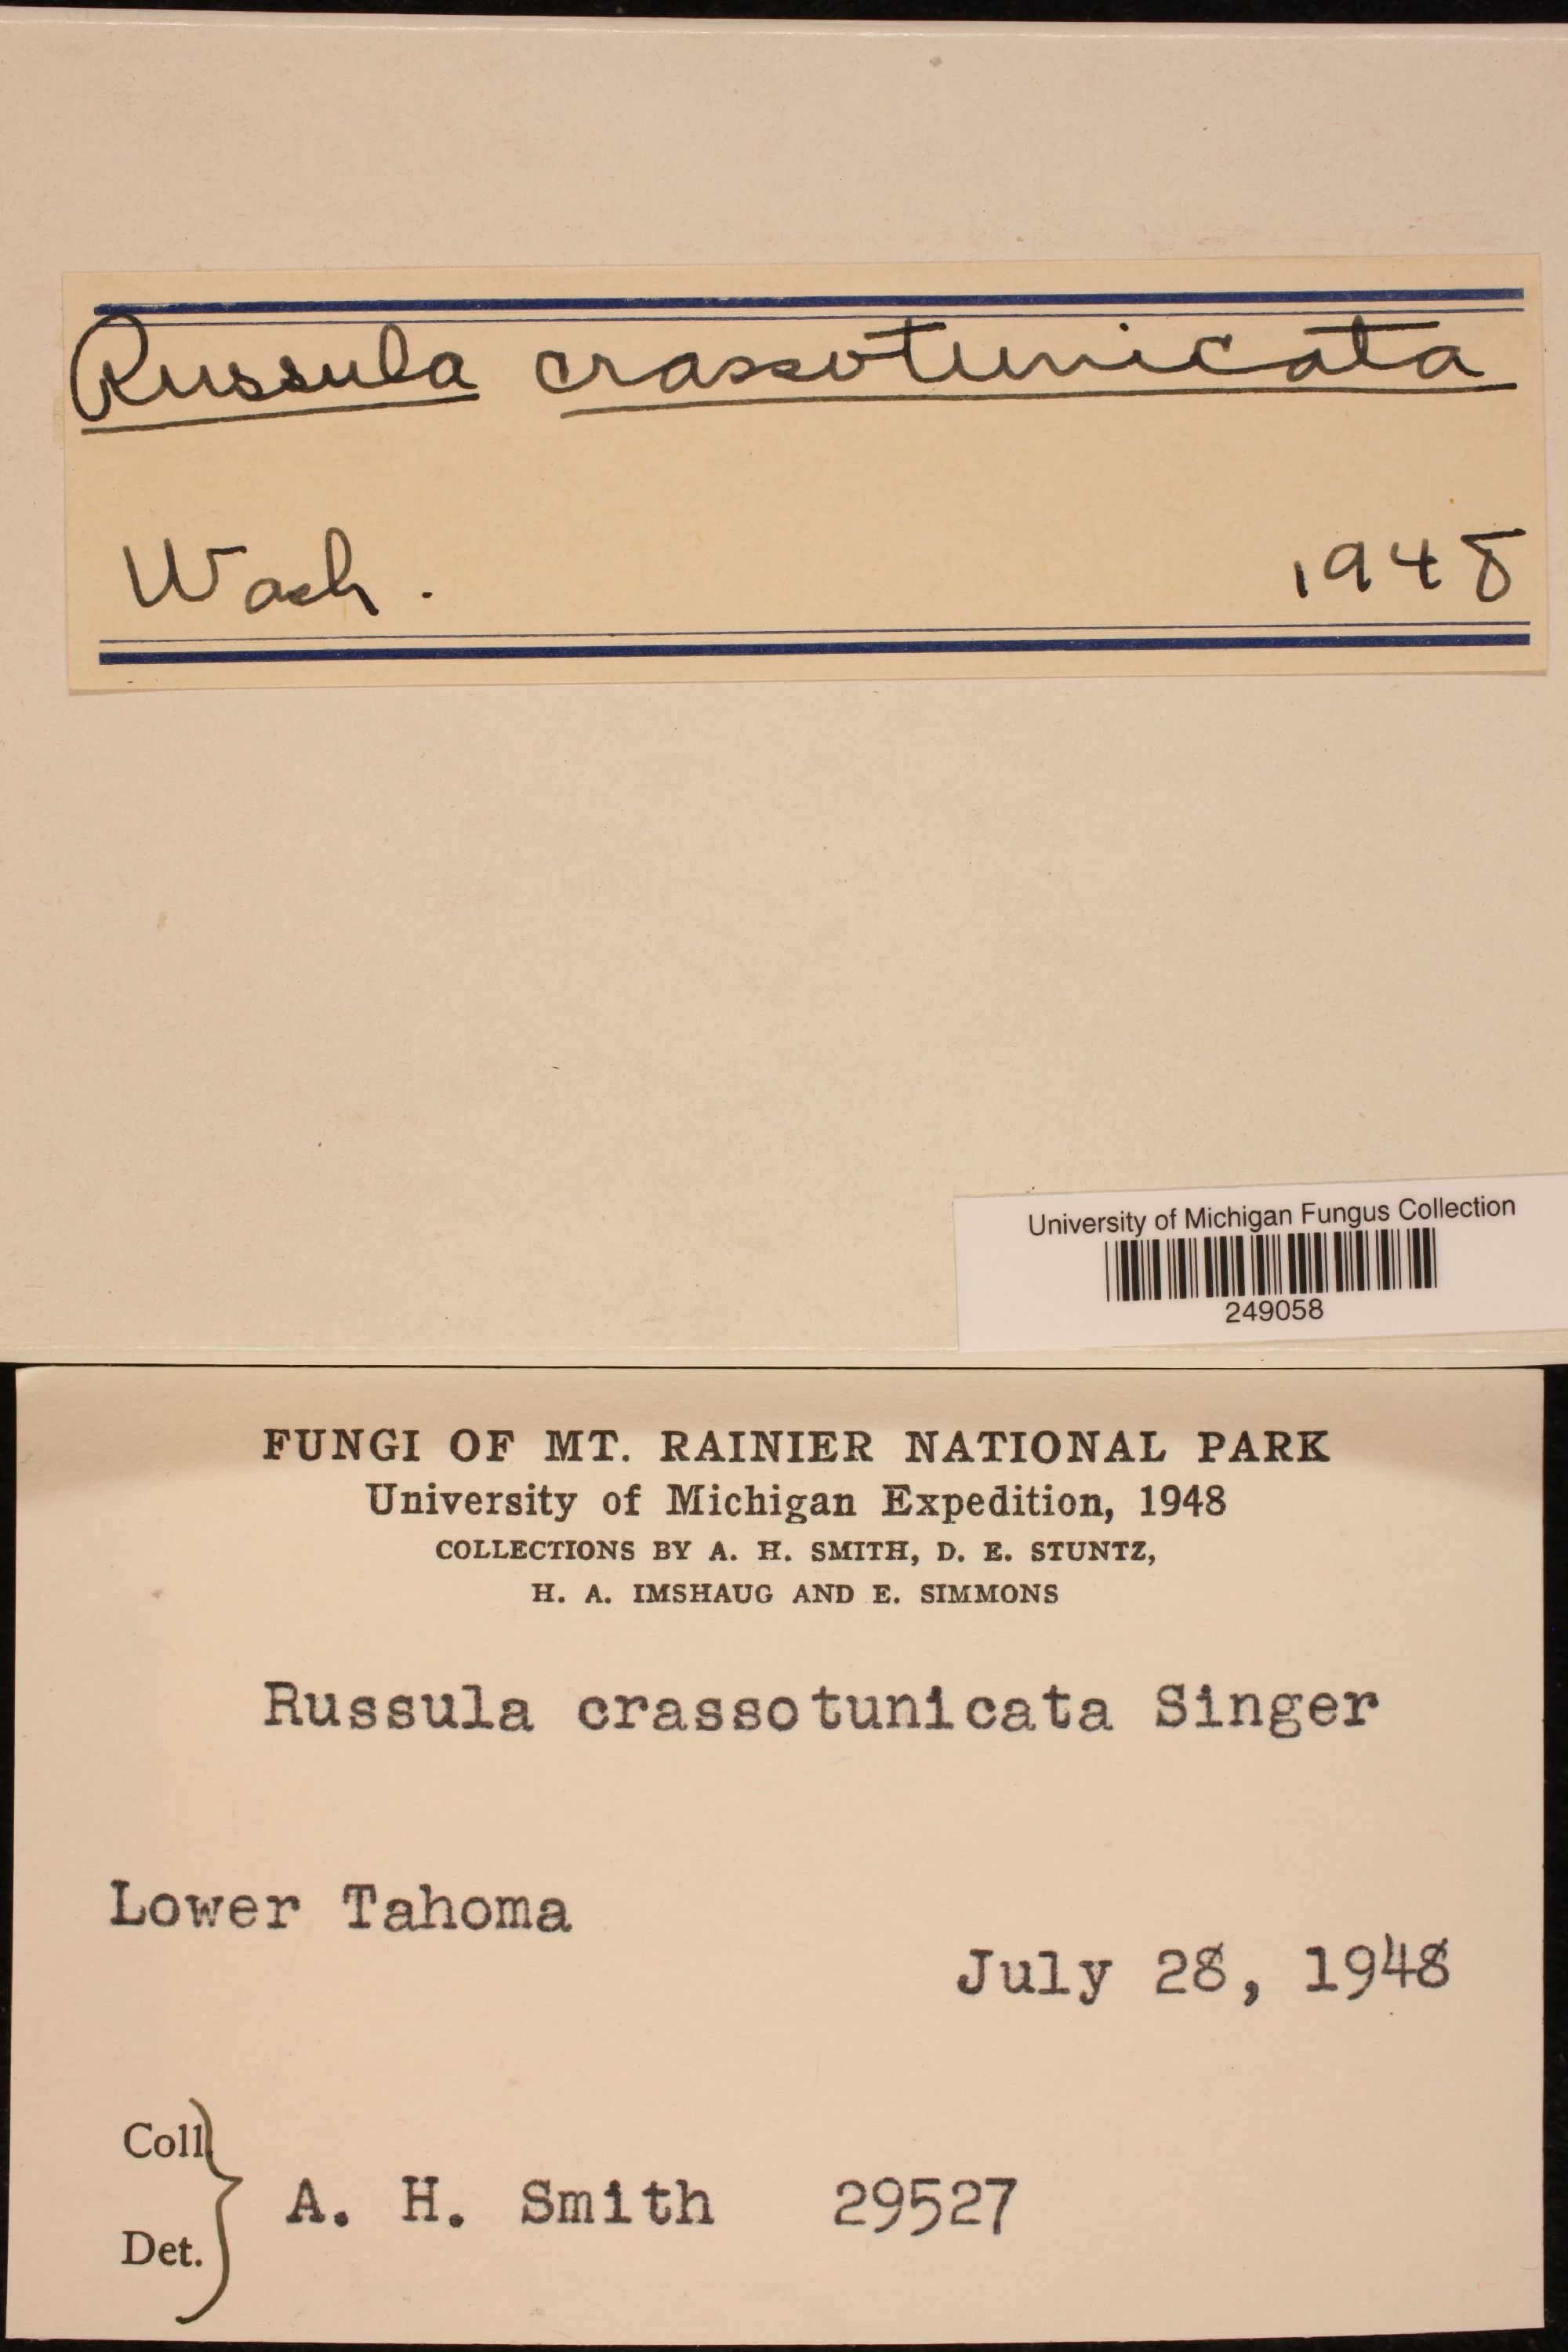 Russula crassotunicata
Wash. 1948
University of Michigan Fungus Collection
249058
FUNGI OF MT. RAINIER NATIONAL PARK
University of Michigan Expedition, 1948
COLLECTIONS BY A. H. SMITH, D. E. STUNTZ,
H. A. IMSHAUG AND E. SIMMONS
Russula crassotunicata Singer
Lower Tahoma
July 28, 1948
Coll.
A. H. Smith 29527
Det.